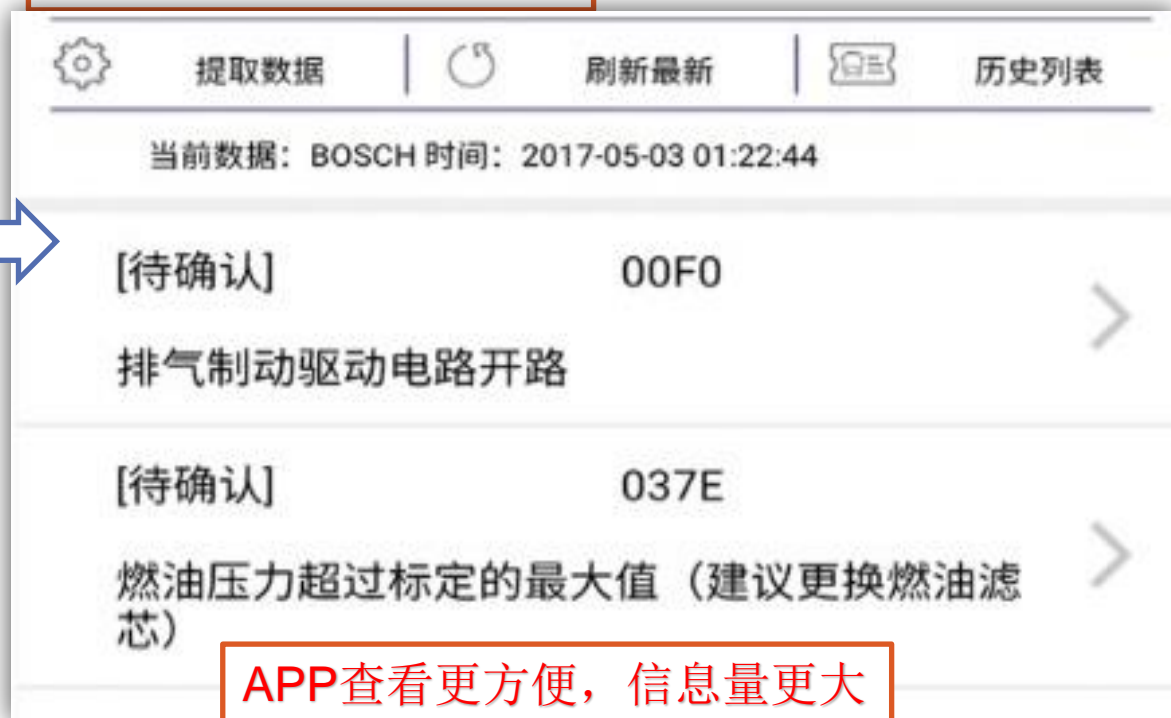 提取数据 刷新最新 历史列表
当前数据：BOSCH 时间：2017-05-03 01:22:44
[待确认] 00F0
排气制动驱动电路开路
[待确认] 037E
燃油压力超过标定的最大值（建议更换燃油滤
芯）
APP查看更方便，信息量更大